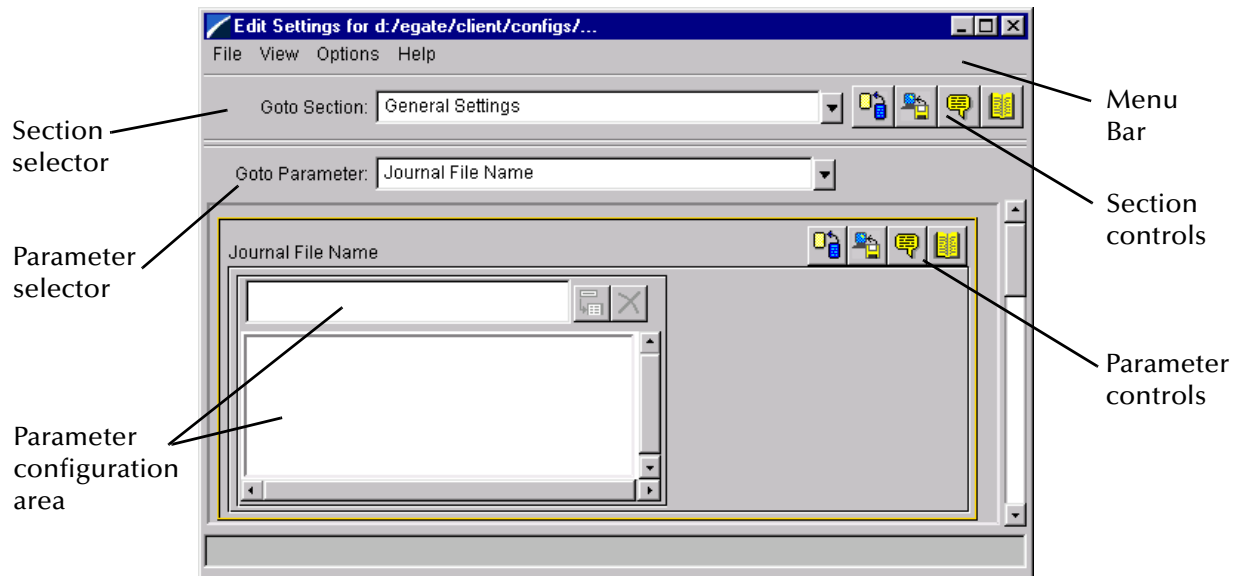 Edit Settings for d:/egate/client/configs/...
File View Options Help
Goto Section: General Settings
Menu
Bar
Section
selector
Goto Parameter: Journal File Name
Section
controls
Parameter
selector
Journal File Name
Parameter
controls
Parameter
configuration
area